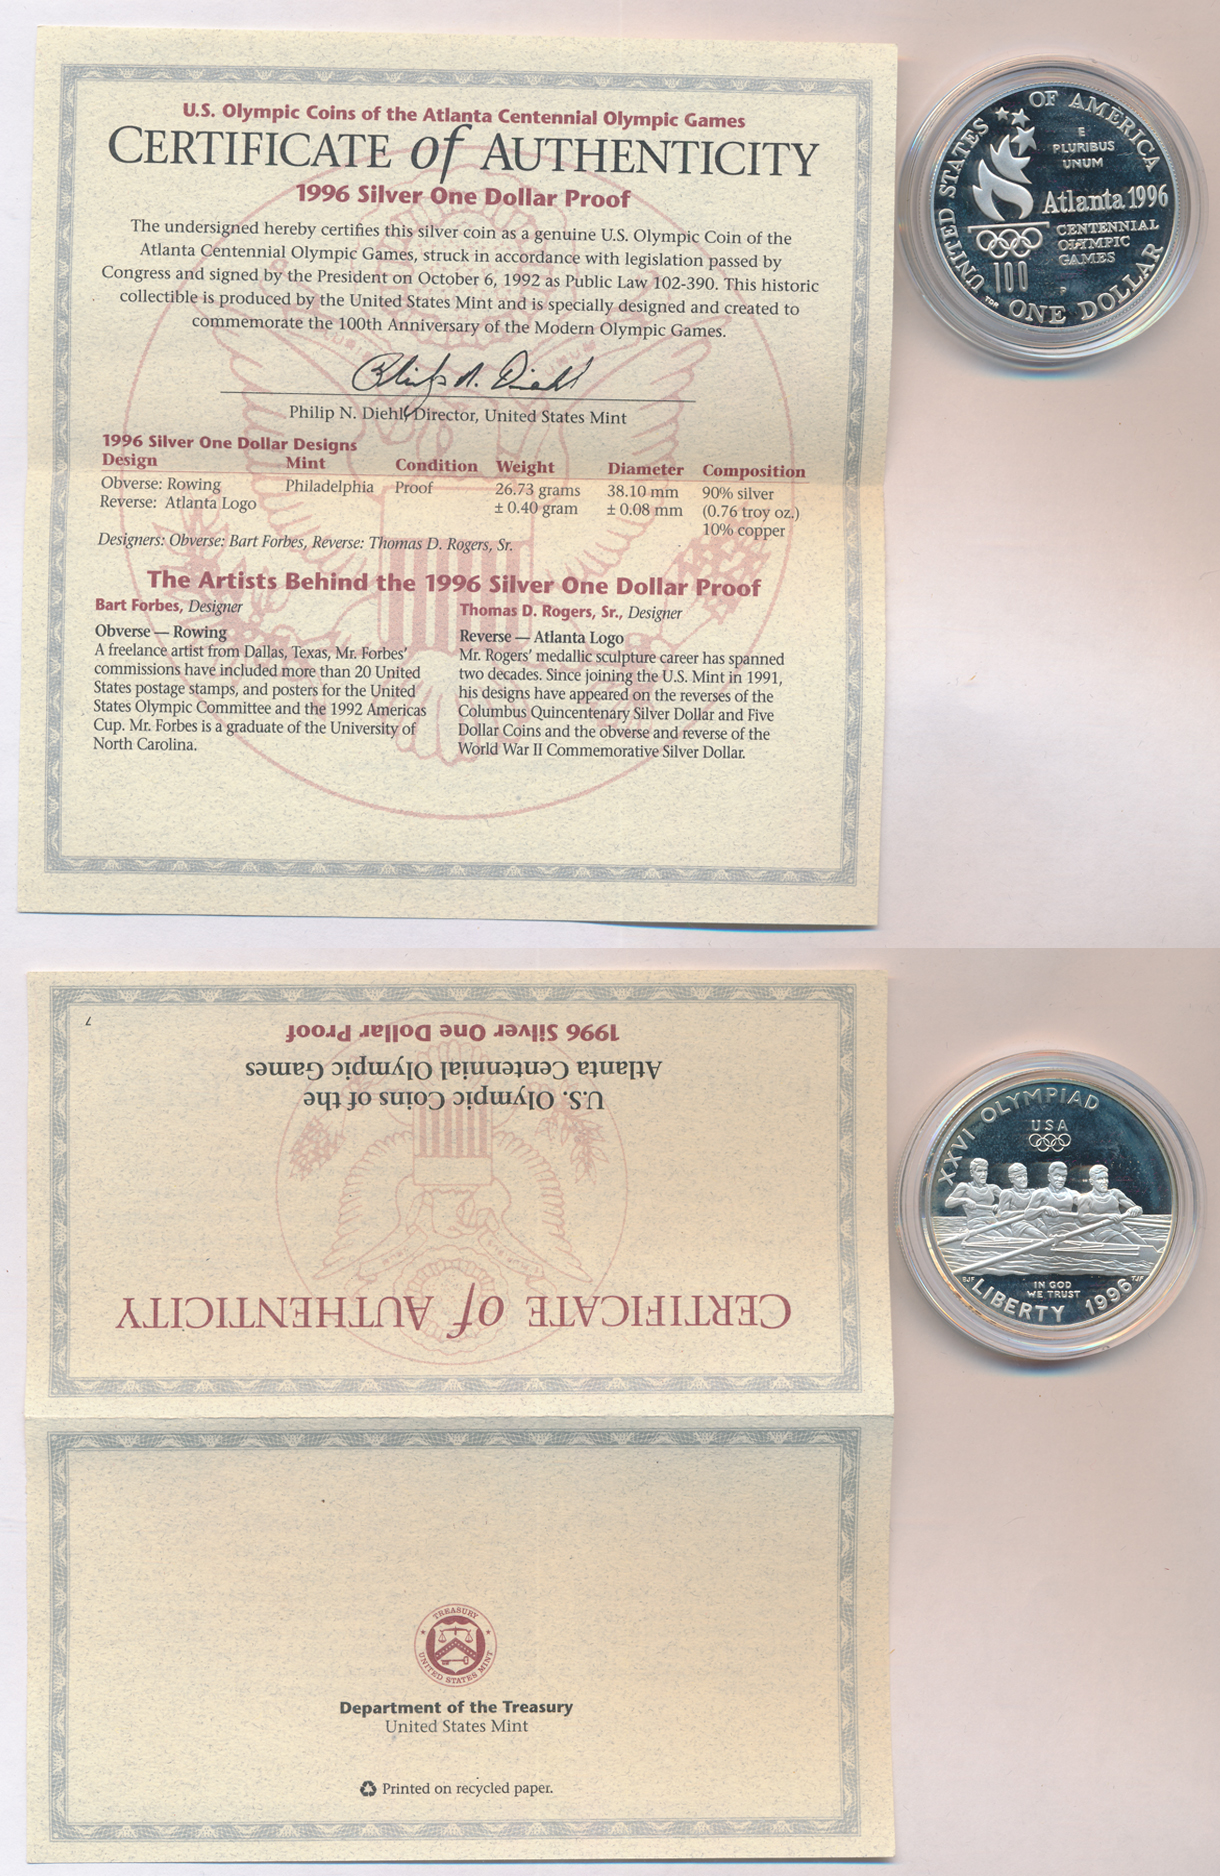 U.S. Olympic Coins of the Atlanta Centennial Olympic Games
CERTIFICATE of AUTHENTICITY
1996 Silver One Dollar Proof
The undersigned hereby certifies this silver coin as a genuine U.S. Olympic Coin of the
Atlanta Centennial Olympic Games, struck in accordance with legislation passed by
Congress and signed by the President on October 6, 1992 as Public Law 102-390. This historic
collectible is produced by the United States Mint and is specially designed and created to
commemorate the 100th Anniversary of the Modern Olympic Games.
Philip N. Diehl
Philip N. Diehl, Director, United States Mint
1996 Silver One Dollar Designs
Design Mint Condition Weight Diameter Composition
Obverse: Rowing Philadelphia Proof 26.73 grams 38.10 mm 90% silver
Reverse: Atlanta Logo ± 0.40 gram ± 0.08 mm (0.76 troy oz.)
10% copper
Designers: Obverse: Bart Forbes, Reverse: Thomas D. Rogers, Sr.
The Artists Behind the 1996 Silver One Dollar Proof
Bart Forbes, Designer
Obverse — Rowing
A freelance artist from Dallas, Texas, Mr. Forbes'
commissions have included more than 20 United
States postage stamps, and posters for the United
States Olympic Committee and the 1992 Americas
Cup. Mr. Forbes is a graduate of the University of
North Carolina.
Thomas D. Rogers, Sr., Designer
Reverse — Atlanta Logo
Mr. Rogers' medallic sculpture career has spanned
two decades. Since joining the U.S. Mint in 1991,
his designs have appeared on the reverses of the
Columbus Quincentenary Silver Dollar and Five
Dollar Coins and the obverse and reverse of the
World War II Commemorative Silver Dollar.
UNITED STATES OF AMERICA
E
PLURIBUS
UNUM
Atlanta 1996
CENTENNIAL
OLYMPIC
GAMES
100
P
TDR
ONE DOLLAR
CERTIFICATE of AUTHENTICITY
U.S. Olympic Coins of the
Atlanta Centennial Olympic Games
1996 Silver One Dollar Proof
7
XXVI OLYMPIAD
USA
BJF
TJF
IN GOD
WE TRUST
LIBERTY 1996
TREASURY
UNITED STATES MINT
Department of the Treasury
United States Mint
Printed on recycled paper.